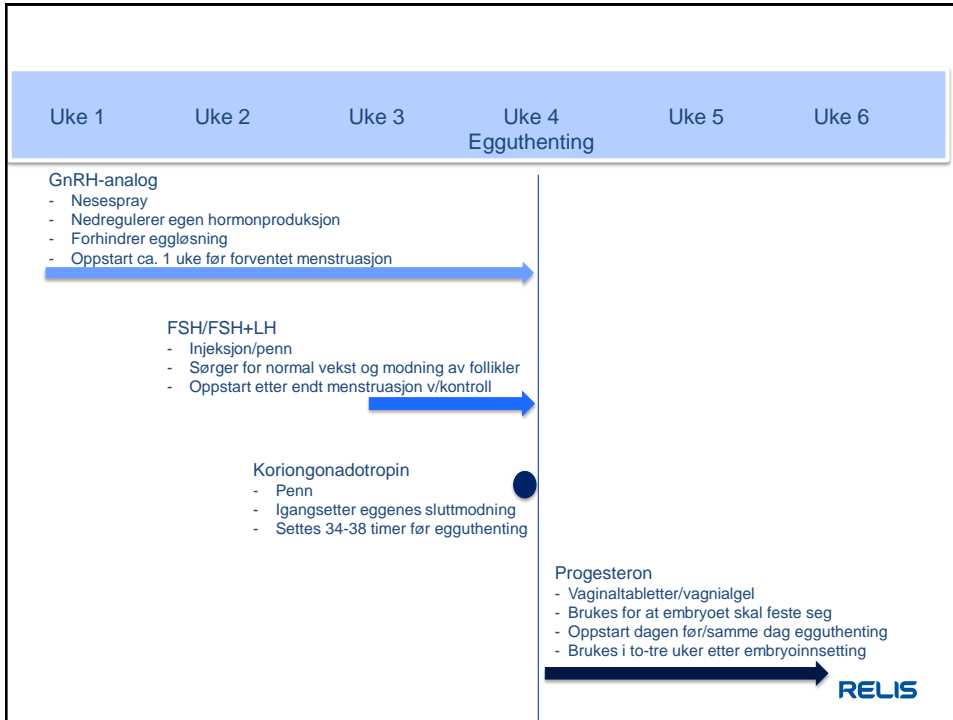 Uke 1 Uke 2 Uke 3 Uke 4 Uke 5 Uke 6
Egguthenting
GnRH-analog
- Nesespray
- Nedregulerer egen hormonproduksjon
- Forhindrer eggløsning
- Oppstart ca. 1 uke før forventet menstruasjon
FSH/FSH+LH
- Injeksjon/penn
- Sørger for normal vekst og modning av follikler
- Oppstart etter endt menstruasjon v/kontroll
Koriongonadotropin
- Penn
- Igangsetter eggenes sluttmodning
- Settes 34-38 timer før egguthenting
Progesteron
- Vaginaltabletter/vagnialgel
- Brukes for at embryoet skal feste seg
- Oppstart dagen før/samme dag egguthenting
- Brukes i to-tre uker etter embryoinnsetting
RELIS